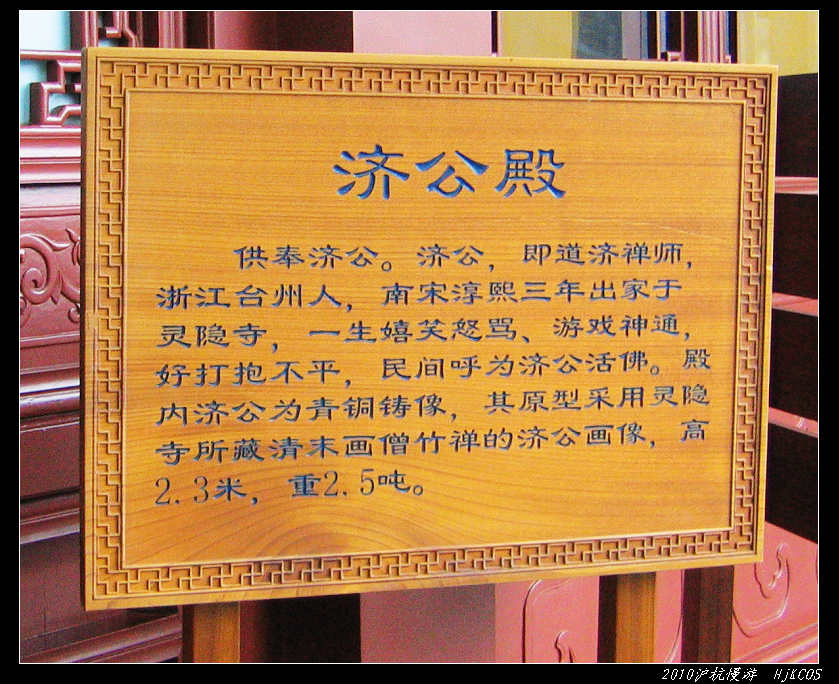 济公殿
供奉济公。济公，即道济禅师，
浙江台州人，南宋淳熙三年出家于
灵隐寺，一生嬉笑怒骂、游戏神通，
好打抱不平，民间呼为济公活佛。殿
内济公为青铜铸像，其原型采用灵隐
寺所藏清末画僧竹禅的济公画像，高
2.3米，重2.5吨。
2010沪杭慢游 HjKCOS